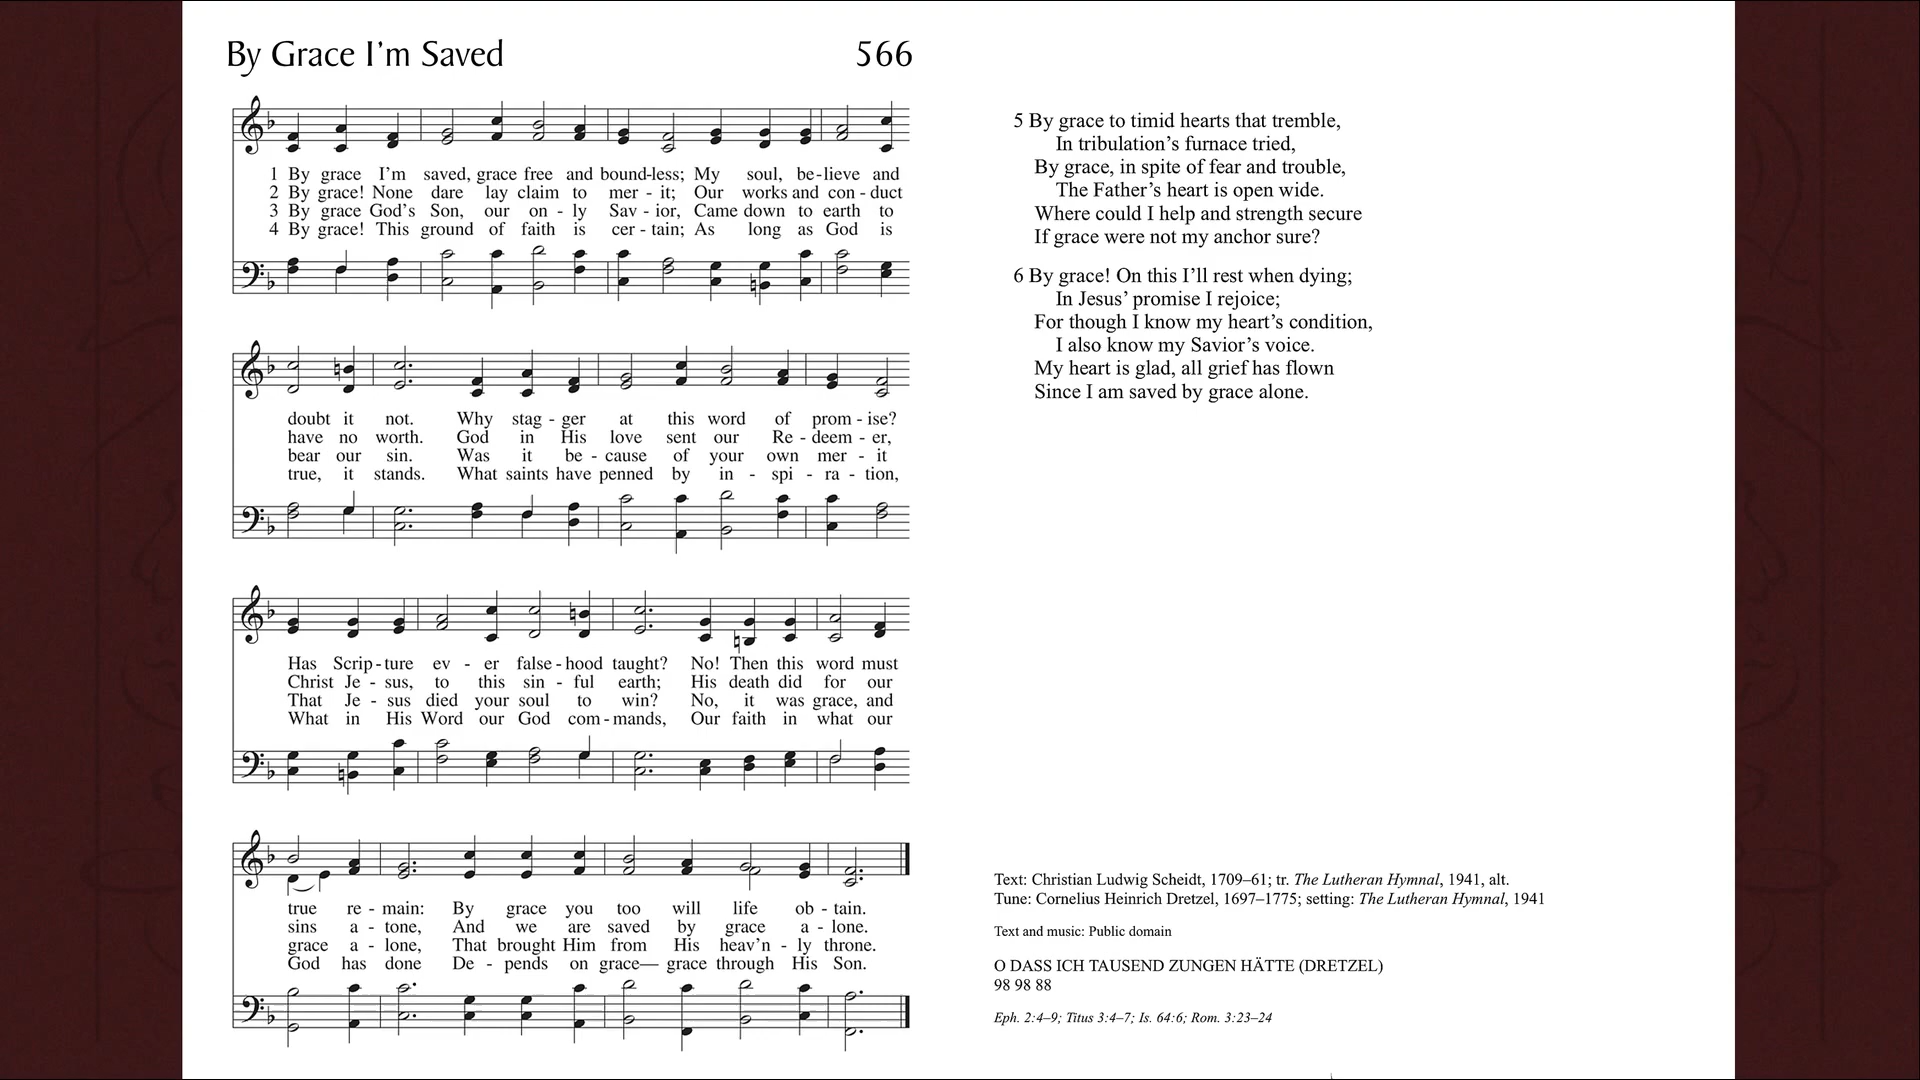 By Grace I'm Saved 566
1 By grace I'm saved, grace free and bound-less; My soul, be-lieve and
2 By grace! None dare lay claim to mer - it; Our works and con - duct
3 By grace God's Son, our on - ly Sav - ior, Came down to earth to
4 By grace! This ground of faith is cer - tain; As long as God is
doubt it not. Why stag - ger at this word of prom - ise?
have no worth. God in His love sent our Re - deem - er,
bear our sin. Was it be - cause of your own mer - it
true, it stands. What saints have penned by in - spi - ra - tion,
Has Scrip - ture ev - er false - hood taught? No! Then this word must
Christ Je - sus, to this sin - ful earth; His death did for our
That Je - sus died your soul to win? No, it was grace, and
What in His Word our God com - mands, Our faith in what our
true re - main: By grace you too will life ob - tain.
sins a - tone, And we are saved by grace a - lone.
grace a - lone, That brought Him from His heav'n - ly throne.
God has done De - pends on grace— grace through His Son.
5 By grace to timid hearts that tremble,
In tribulation's furnace tried,
By grace, in spite of fear and trouble,
The Father's heart is open wide.
Where could I help and strength secure
If grace were not my anchor sure?
6 By grace! On this I'll rest when dying;
In Jesus' promise I rejoice;
For though I know my heart's condition,
I also know my Savior's voice.
My heart is glad, all grief has flown
Since I am saved by grace alone.
Text: Christian Ludwig Scheidt, 1709–61; tr. The Lutheran Hymnal, 1941, alt.
Tune: Cornelius Heinrich Dretzel, 1697–1775; setting: The Lutheran Hymnal, 1941
Text and music: Public domain
O DASS ICH TAUSEND ZUNGEN HÄTTE (DRETZEL)
98 98 88
Eph. 2:4–9; Titus 3:4–7; Is. 64:6; Rom. 3:23–24